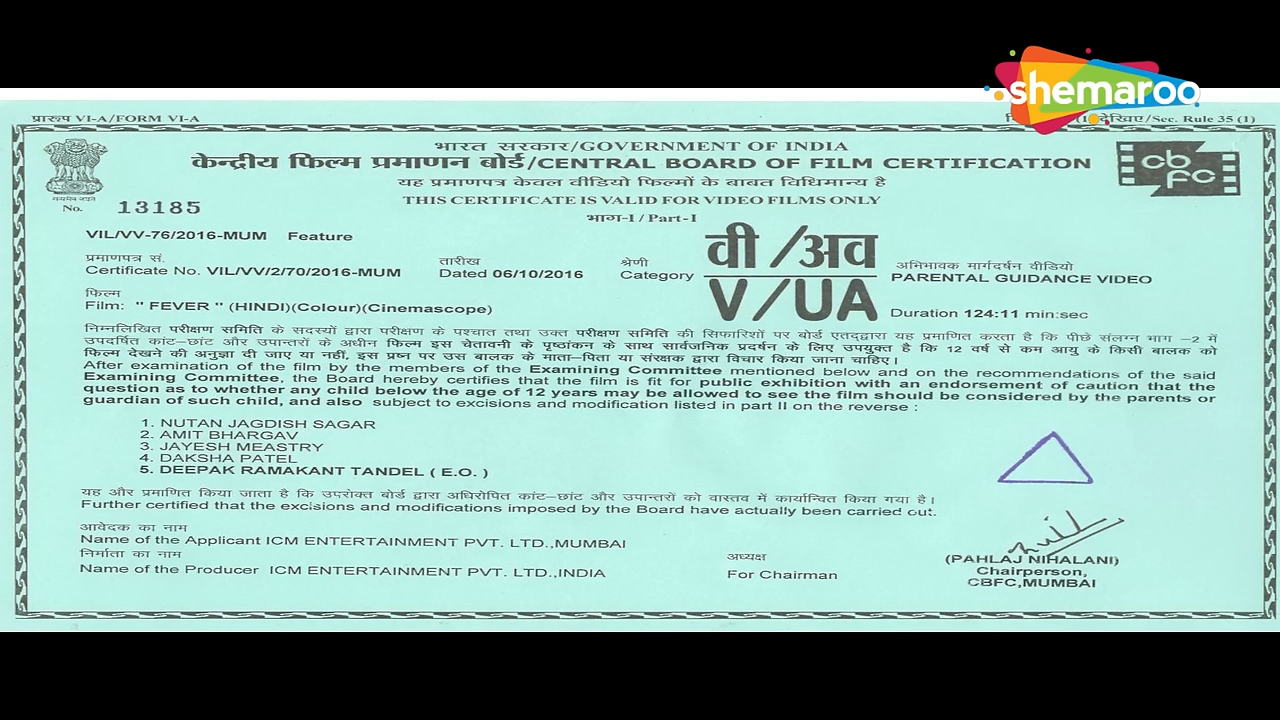 shemaroo
प्रारूप VI-A/FORM VI-A
देखिए/Sec. Rule 35 (1)
भारत सरकार/GOVERNMENT OF INDIA
केन्द्रीय फिल्म प्रमाणन बोर्ड/CENTRAL BOARD OF FILM CERTIFICATION
cb
fc
यह प्रमाणपत्र केवल वीडियो फिल्मों के बाबत विधिमान्य है
सत्यमेव जयते
THIS CERTIFICATE IS VALID FOR VIDEO FILMS ONLY
No. 13185
भाग-I / Part-I
VIL/VV-76/2016-MUM Feature
प्रमाणपत्र सं. तारीख श्रेणी वी/अव अभिभावक मार्गदर्शन वीडियो
Certificate No. VIL/VV/2/70/2016-MUM Dated 06/10/2016 Category V/UA PARENTAL GUIDANCE VIDEO
फिल्म
Film: " FEVER " (HINDI)(Colour)(Cinemascope) Duration 124:11 min:sec
निम्नलिखित परीक्षण समिति के सदस्यों द्वारा परीक्षण के पश्चात तथा उक्त परीक्षण समिति की सिफारिशों पर बोर्ड एतदद्वारा यह प्रमाणित करता है कि पीछे संलग्न भाग -2 में
उपदर्षित कांट-छांट और उपान्तरों के अधीन फिल्म इस चेतावनी के पृष्ठांकन के साथ सार्वजनिक प्रदर्शन के लिए उपयुक्त है कि 12 वर्ष से कम आयु के किसी बालक को
फिल्म देखने की अनुज्ञा दी जाए या नहीं, इस प्रश्न पर उस बालक के माता-पिता या संरक्षक द्वारा विचार किया जाना चाहिए।
After examination of the film by the members of the Examining Committee mentioned below and on the recommendations of the said
Examining Committee, the Board hereby certifies that the film is fit for public exhibition with an endorsement of caution that the
question as to whether any child below the age of 12 years may be allowed to see the film should be considered by the parents or
guardian of such child, and also subject to excisions and modification listed in part II on the reverse :
1. NUTAN JAGDISH SAGAR
2. AMIT BHARGAV
3. JAYESH MEASTRY
4. DAKSHA PATEL
5. DEEPAK RAMAKANT TANDEL ( E.O. )
यह और प्रमाणित किया जाता है कि उपरोक्त बोर्ड द्वारा अधिरोपित कांट-छांट और उपान्तरों को वास्तव में कार्यान्वित किया गया है।
Further certified that the excisions and modifications imposed by the Board have actually been carried out.
आवेदक का नाम
Name of the Applicant ICM ENTERTAINMENT PVT. LTD.,MUMBAI
निर्माता का नाम अध्यक्ष
Name of the Producer ICM ENTERTAINMENT PVT. LTD.,INDIA For Chairman
(PAHLAJ NIHALANI)
Chairperson,
CBFC,MUMBAI